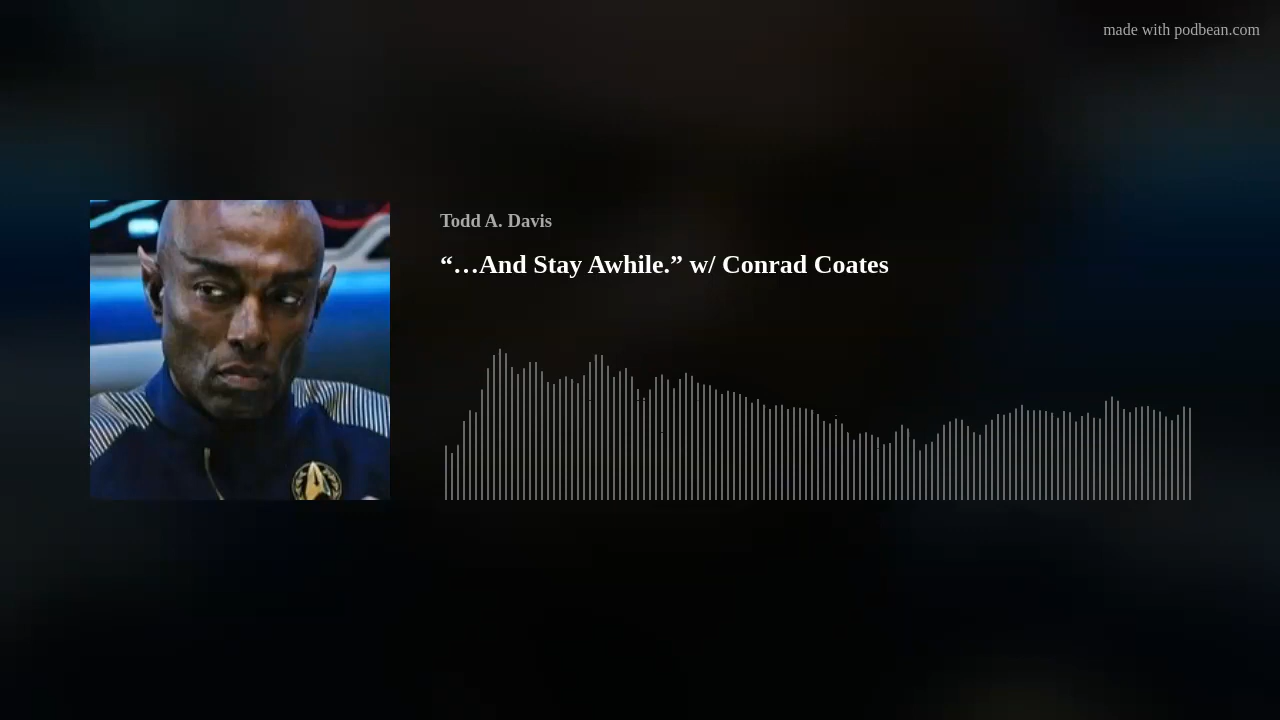 made with podbean.com
Todd A. Davis
“…And Stay Awhile.” w/ Conrad Coates